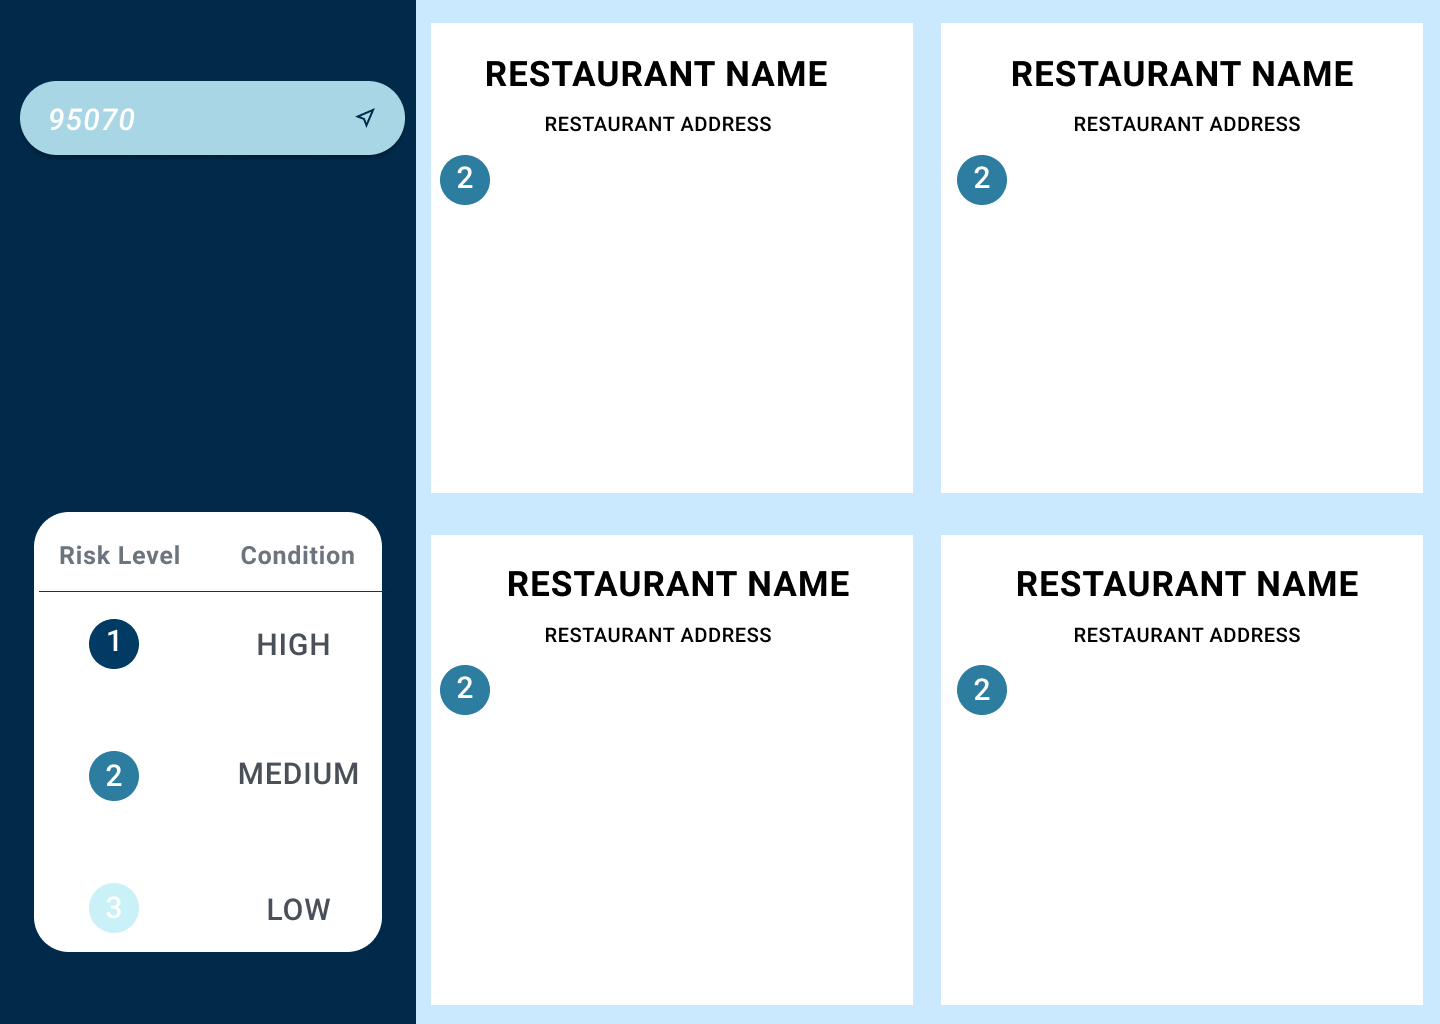 95070
Risk Level Condition
1 HIGH
2 MEDIUM
3 LOW
RESTAURANT NAME
RESTAURANT ADDRESS
2
RESTAURANT NAME
RESTAURANT ADDRESS
2
RESTAURANT NAME
RESTAURANT ADDRESS
2
RESTAURANT NAME
RESTAURANT ADDRESS
2